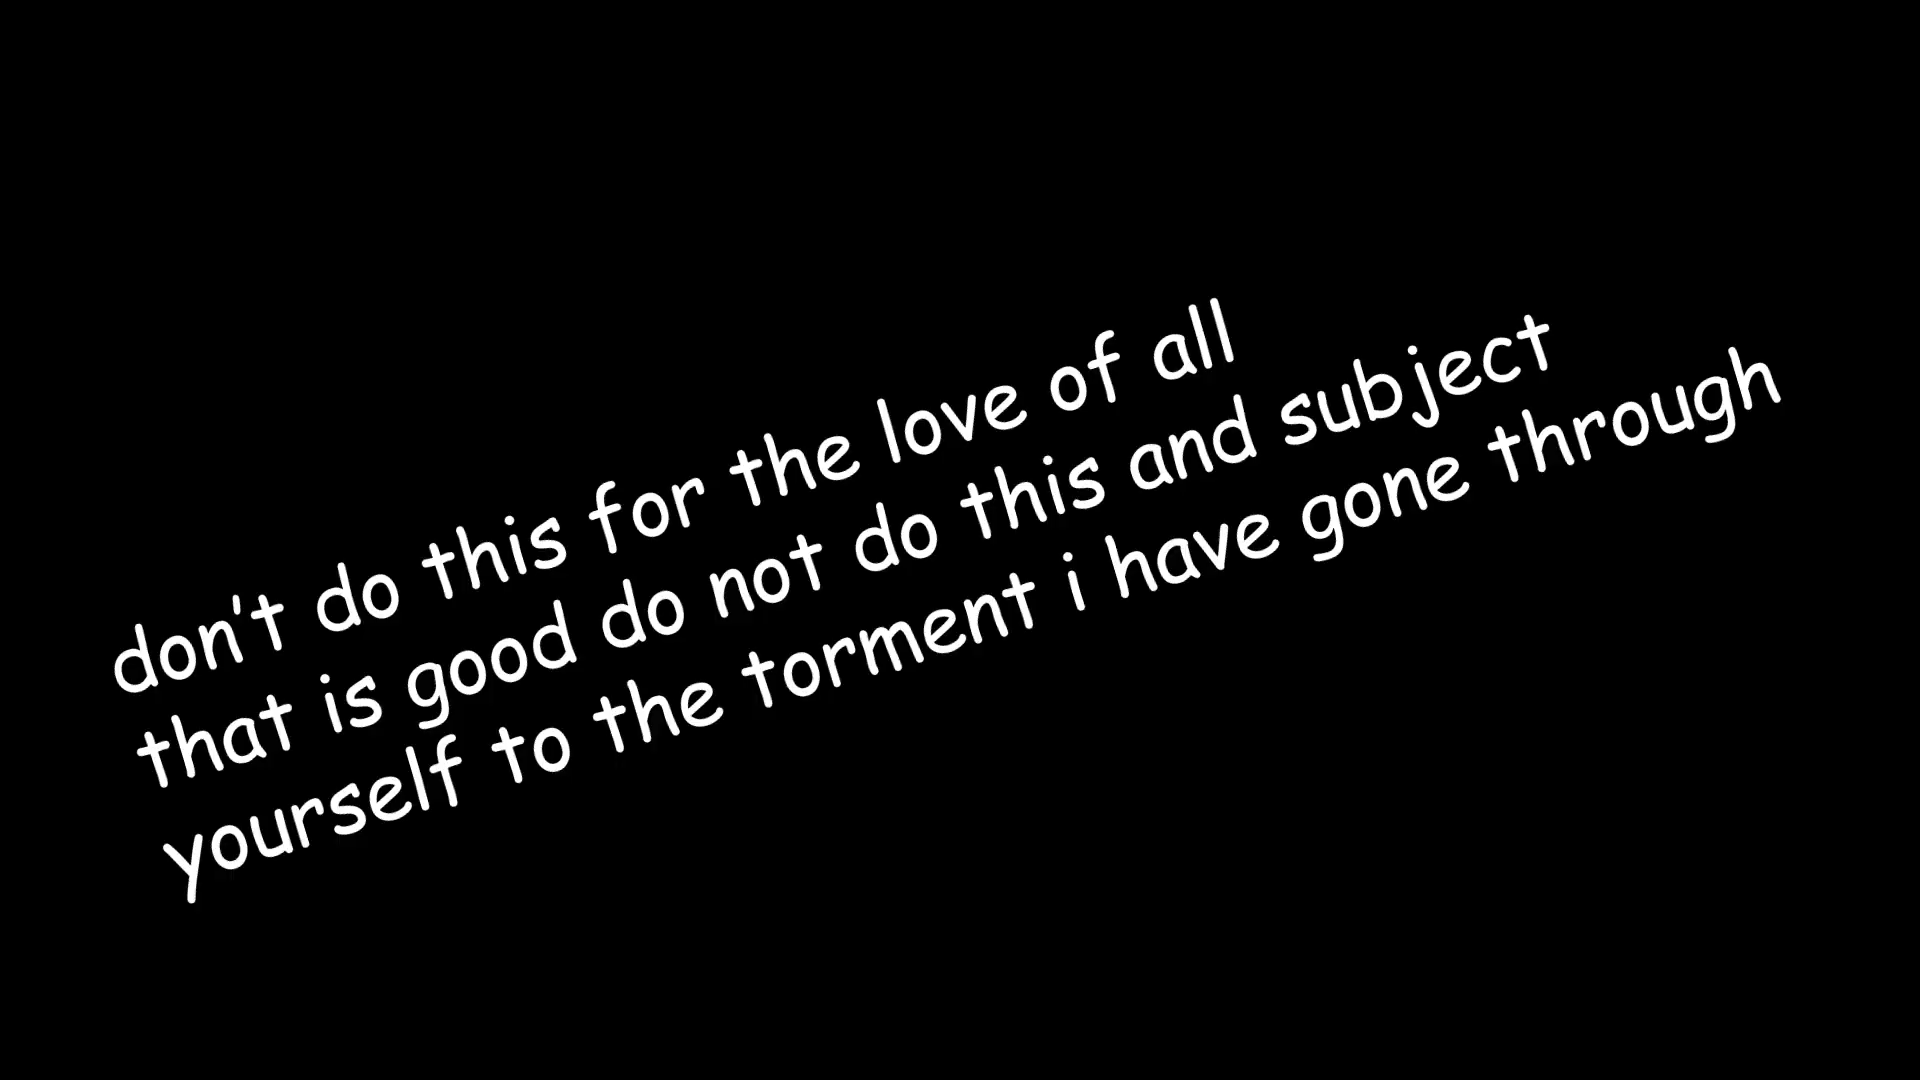 don't do this for the love of all
that is good do not do this and subject
yourself to the torment i have gone through